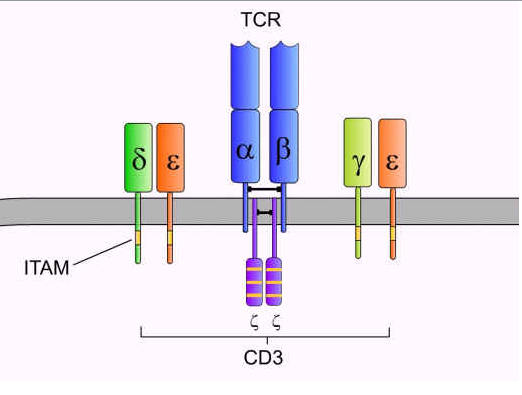 TCR
δ ε α β γ ε
ITAM
ζ ζ
CD3